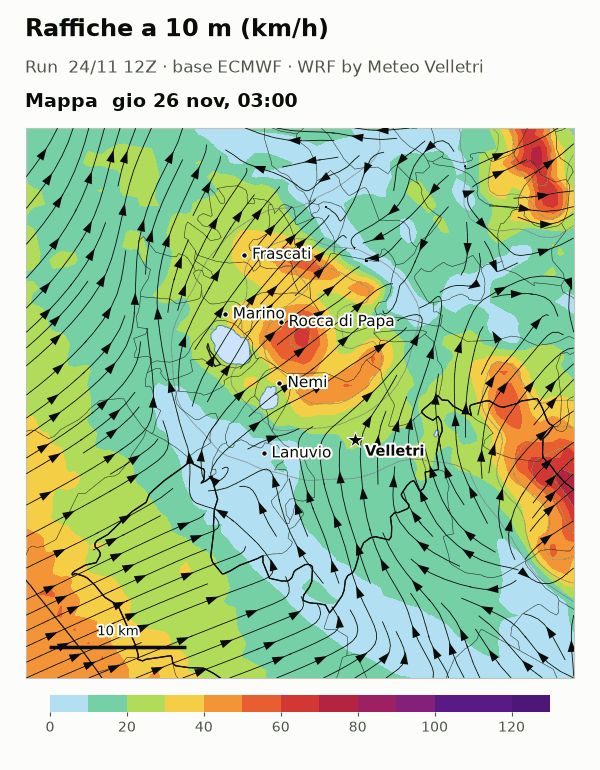 Raffiche a 10 m (km/h)
Run  24/11 12Z · base ECMWF · WRF by Meteo Velletri
Mappa  gio 26 nov, 03:00
Frascati
Marino
Rocca di Papa
Nemi
Velletri
Lanuvio
10 km
0 20 40 60 80 100 120